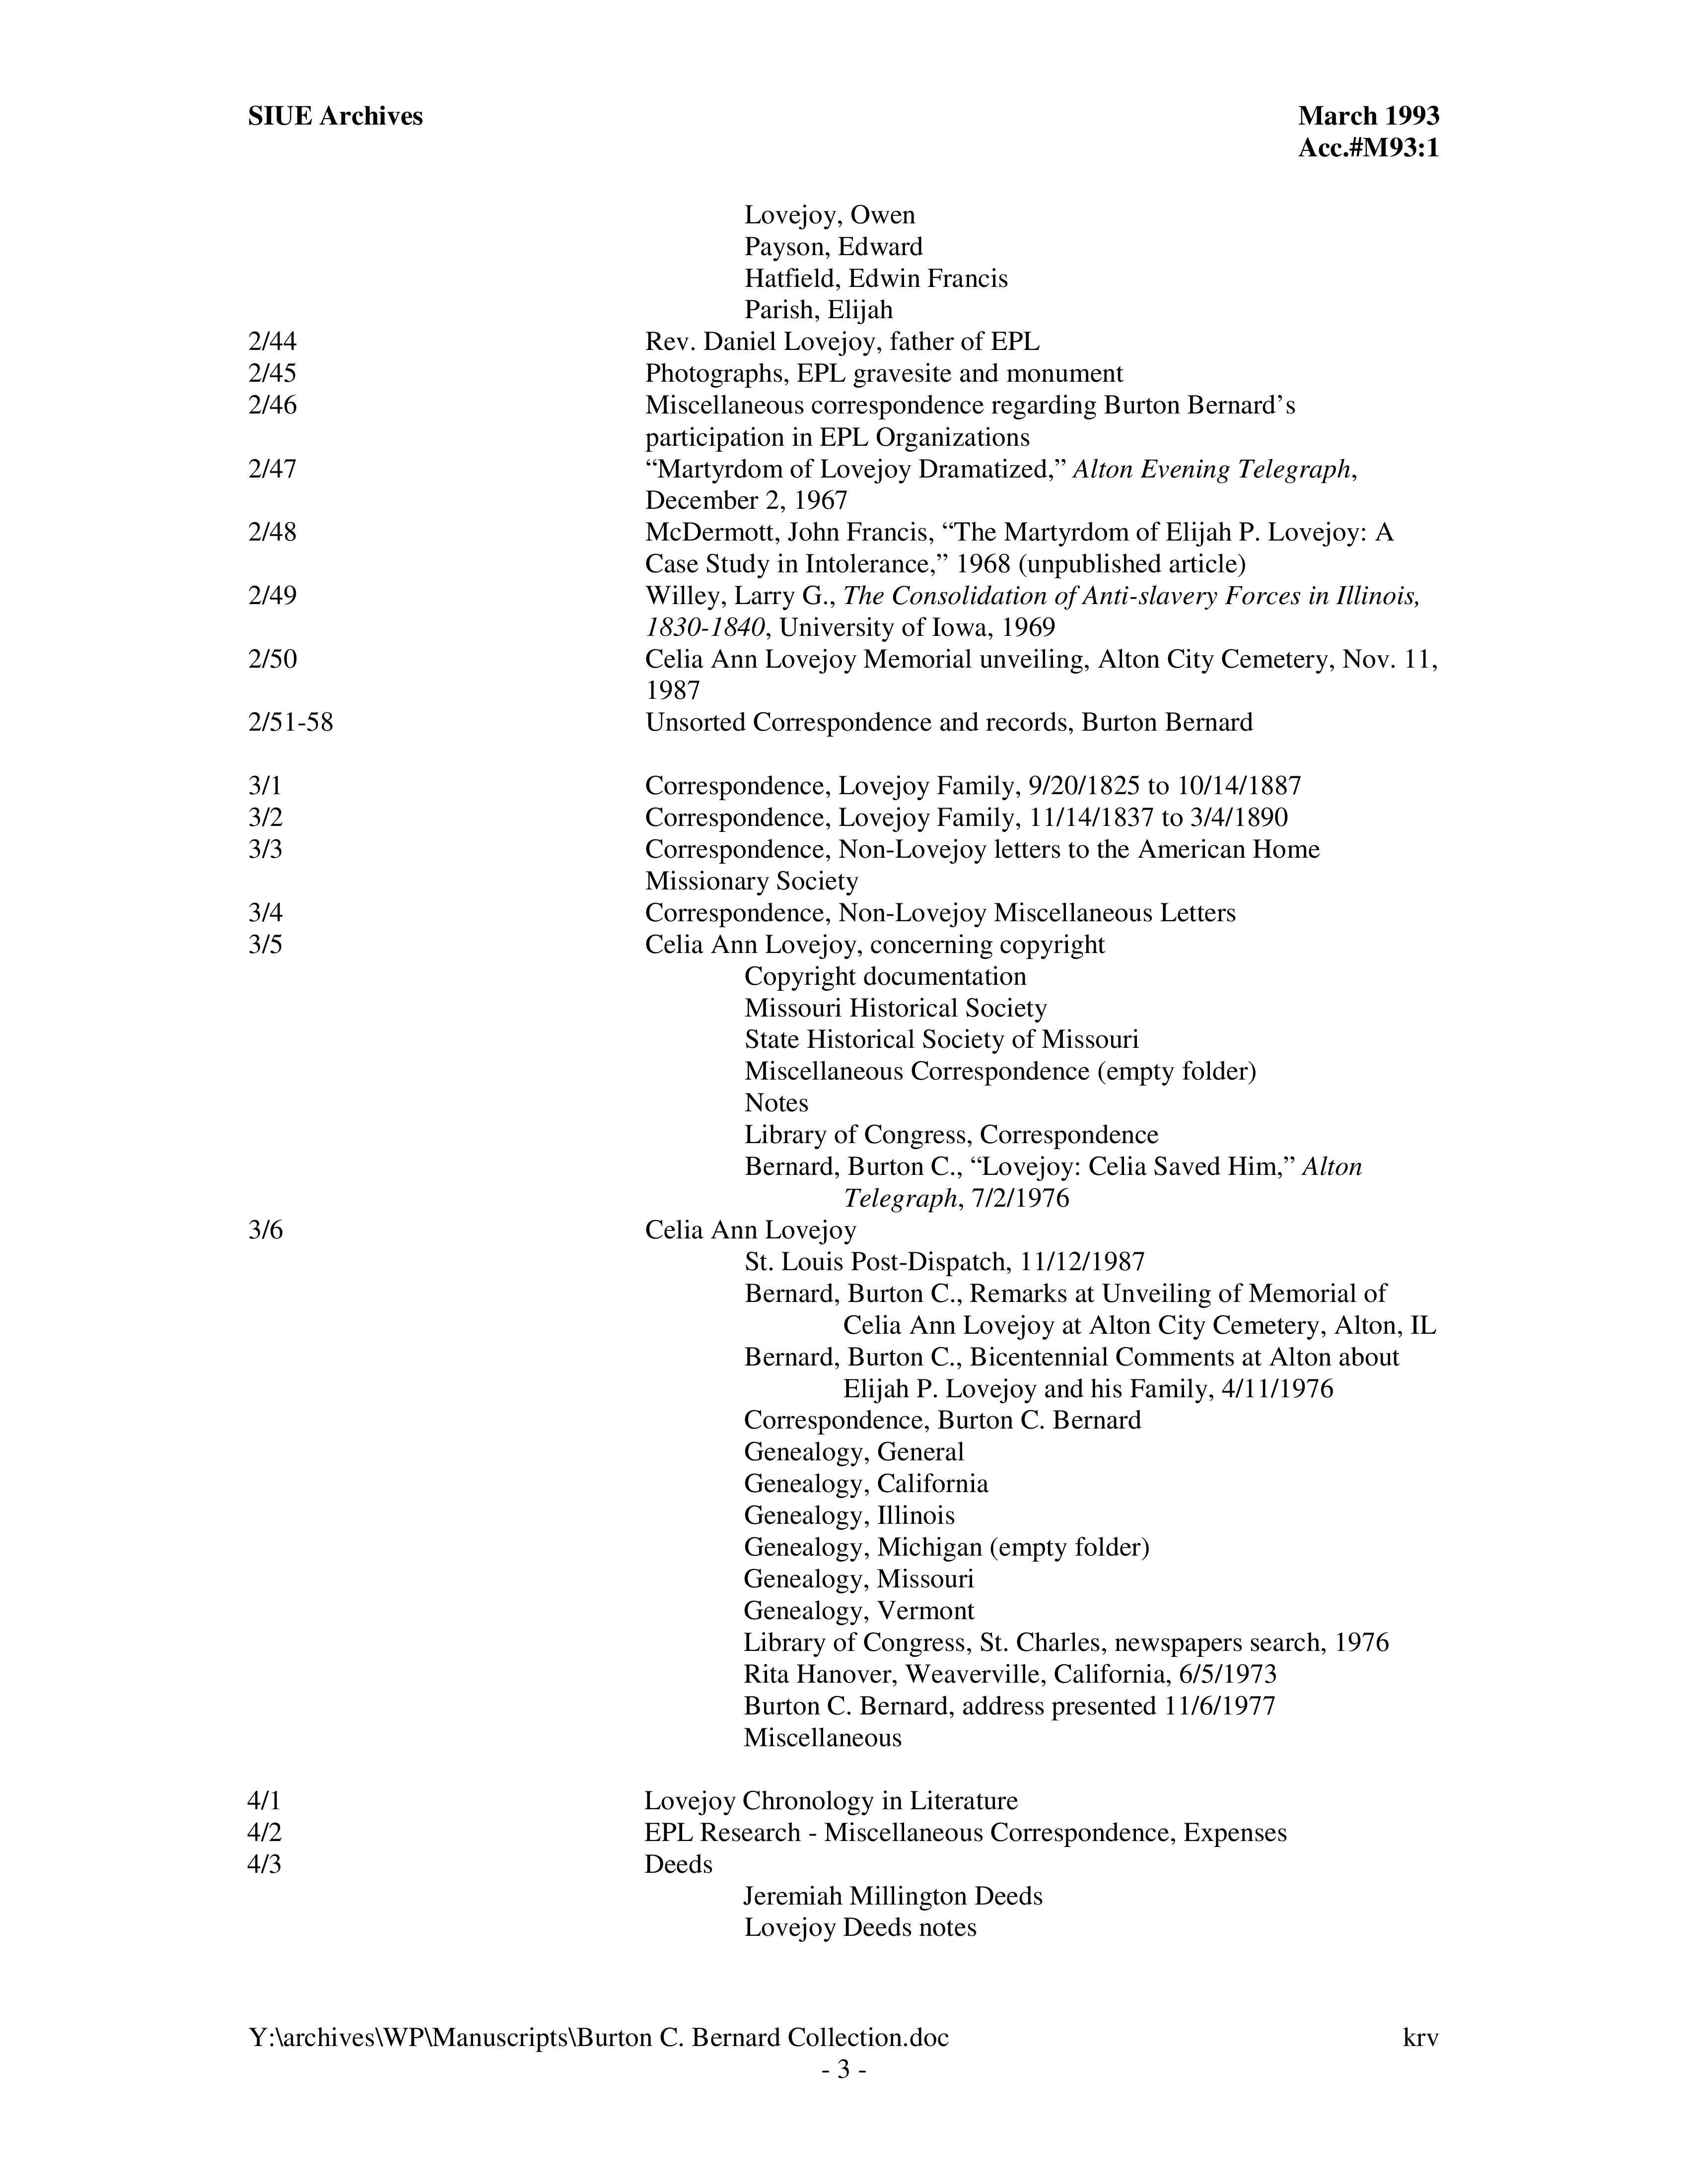 SIUE Archives March 1993
Acc.#M93:1
Lovejoy, Owen
Payson, Edward
Hatfield, Edwin Francis
Parish, Elijah
2/44 Rev. Daniel Lovejoy, father of EPL
2/45 Photographs, EPL gravesite and monument
2/46 Miscellaneous correspondence regarding Burton Bernard’s
participation in EPL Organizations
2/47 “Martyrdom of Lovejoy Dramatized,” Alton Evening Telegraph,
December 2, 1967
2/48 McDermott, John Francis, “The Martyrdom of Elijah P. Lovejoy: A
Case Study in Intolerance,” 1968 (unpublished article)
2/49 Willey, Larry G., The Consolidation of Anti-slavery Forces in Illinois,
1830-1840, University of Iowa, 1969
2/50 Celia Ann Lovejoy Memorial unveiling, Alton City Cemetery, Nov. 11,
1987
2/51-58 Unsorted Correspondence and records, Burton Bernard
3/1 Correspondence, Lovejoy Family, 9/20/1825 to 10/14/1887
3/2 Correspondence, Lovejoy Family, 11/14/1837 to 3/4/1890
3/3 Correspondence, Non-Lovejoy letters to the American Home
Missionary Society
3/4 Correspondence, Non-Lovejoy Miscellaneous Letters
3/5 Celia Ann Lovejoy, concerning copyright
Copyright documentation
Missouri Historical Society
State Historical Society of Missouri
Miscellaneous Correspondence (empty folder)
Notes
Library of Congress, Correspondence
Bernard, Burton C., “Lovejoy: Celia Saved Him,” Alton
Telegraph, 7/2/1976
3/6 Celia Ann Lovejoy
St. Louis Post-Dispatch, 11/12/1987
Bernard, Burton C., Remarks at Unveiling of Memorial of
Celia Ann Lovejoy at Alton City Cemetery, Alton, IL
Bernard, Burton C., Bicentennial Comments at Alton about
Elijah P. Lovejoy and his Family, 4/11/1976
Correspondence, Burton C. Bernard
Genealogy, General
Genealogy, California
Genealogy, Illinois
Genealogy, Michigan (empty folder)
Genealogy, Missouri
Genealogy, Vermont
Library of Congress, St. Charles, newspapers search, 1976
Rita Hanover, Weaverville, California, 6/5/1973
Burton C. Bernard, address presented 11/6/1977
Miscellaneous
4/1 Lovejoy Chronology in Literature
4/2 EPL Research - Miscellaneous Correspondence, Expenses
4/3 Deeds
Jeremiah Millington Deeds
Lovejoy Deeds notes
Y:\archives\WP\Manuscripts\Burton C. Bernard Collection.doc krv
- 3 -